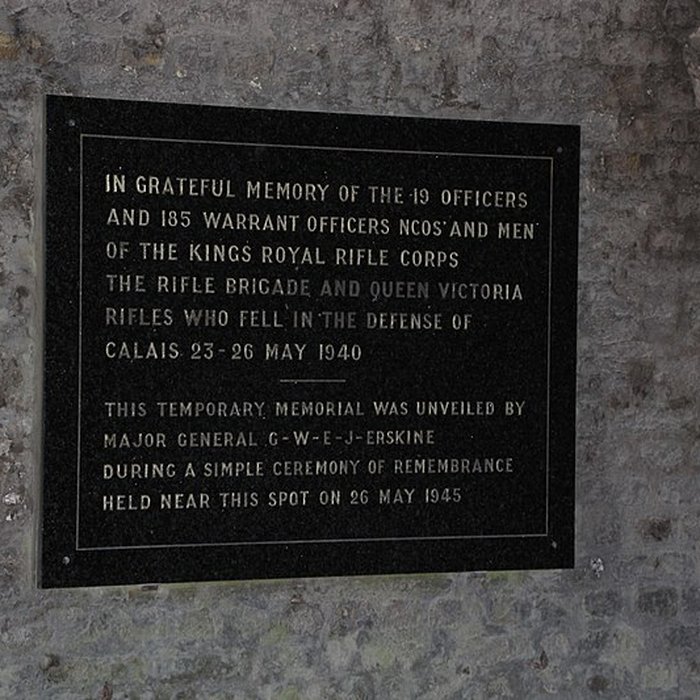 IN GRATEFUL MEMORY OF THE 19 OFFICERS
AND 185 WARRANT OFFICERS NCOS' AND MEN
OF THE KINGS ROYAL RIFLE CORPS
THE RIFLE BRIGADE AND QUEEN VICTORIA
RIFLES WHO FELL IN THE DEFENSE OF
CALAIS 23-26 MAY 1940
THIS TEMPORARY MEMORIAL WAS UNVEILED BY
MAJOR GENERAL G-W-E-J-ERSKINE
DURING A SIMPLE CEREMONY OF REMEMBRANCE
HELD NEAR THIS SPOT ON 26 MAY 1945